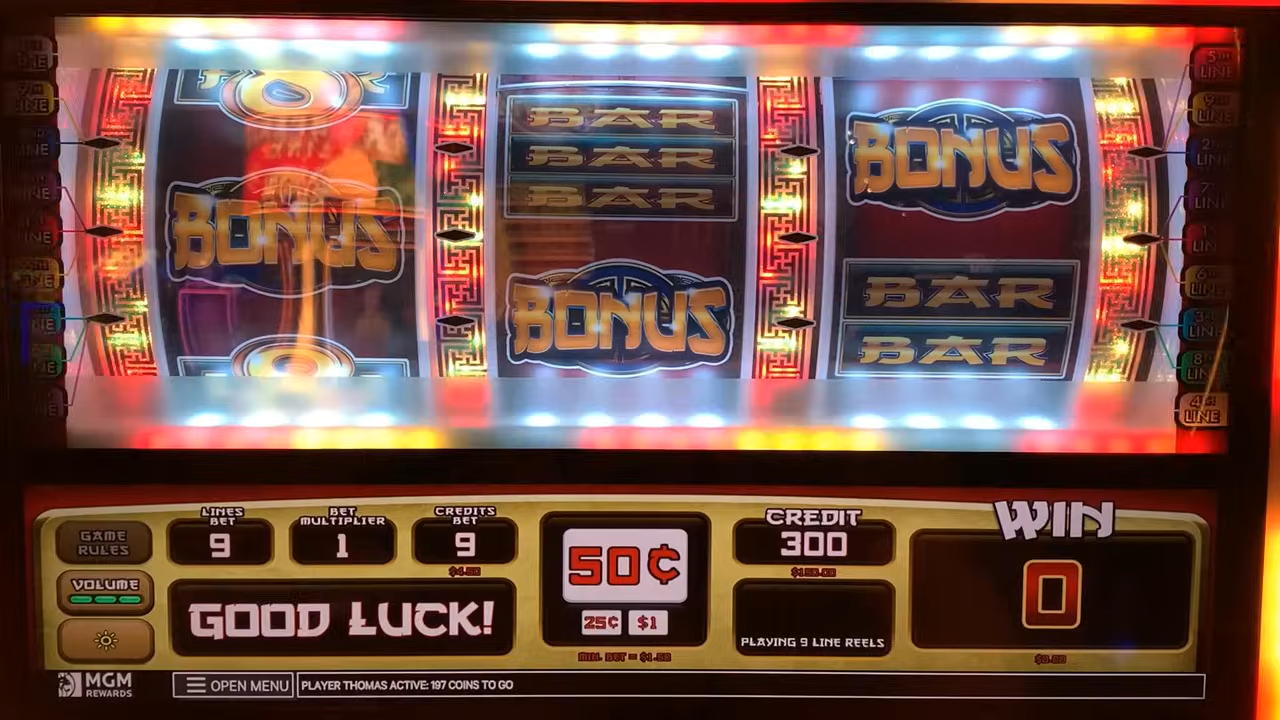 5TH
LINE
9TH
LINE
BAR
BAR
BAR
BONUS
2ND
LINE
7TH
LINE
BONUS
1ST
LINE
6TH
LINE
BONUS
BAR
BAR
3RD
LINE
8TH
LINE
4TH
LINE
GAME
RULES
VOLUME
LINES
BET
9
BET
MULTIPLIER
1
CREDITS
BET
9
$4.50
GOOD LUCK!
50¢
25¢ $1
MIN. BET = $1.50
CREDIT
300
$150.00
PLAYING 9 LINE REELS
WIN
0
$0.00
MGM
REWARDS
OPEN MENU
PLAYER THOMAS ACTIVE: 197 COINS TO GO